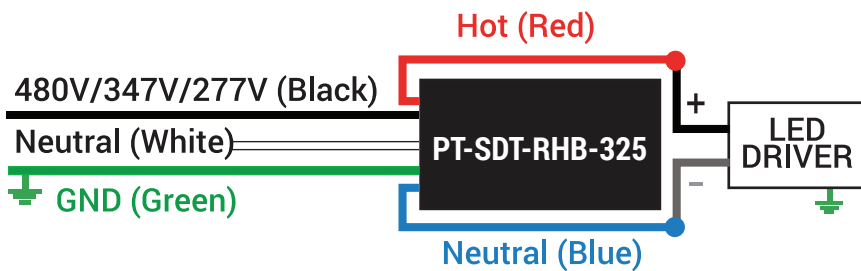 Hot (Red)
480V/347V/277V (Black)
+
LED
DRIVER
Neutral (White)
PT-SDT-RHB-325
GND (Green)
–
Neutral (Blue)